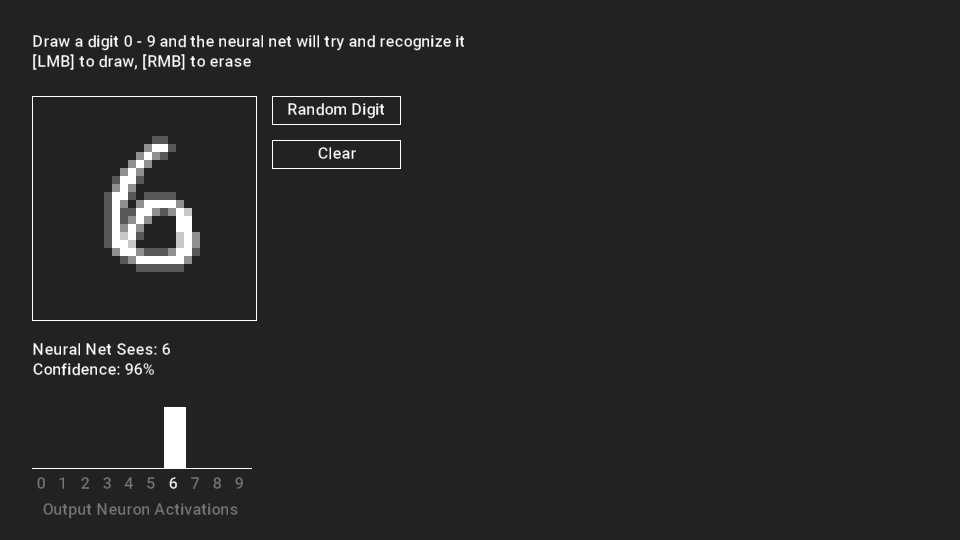 Draw a digit 0 - 9 and the neural net will try and recognize it
[LMB] to draw, [RMB] to erase
Random Digit
Clear
6
Neural Net Sees: 6
Confidence: 96%
0 1 2 3 4 5 6 7 8 9
Output Neuron Activations